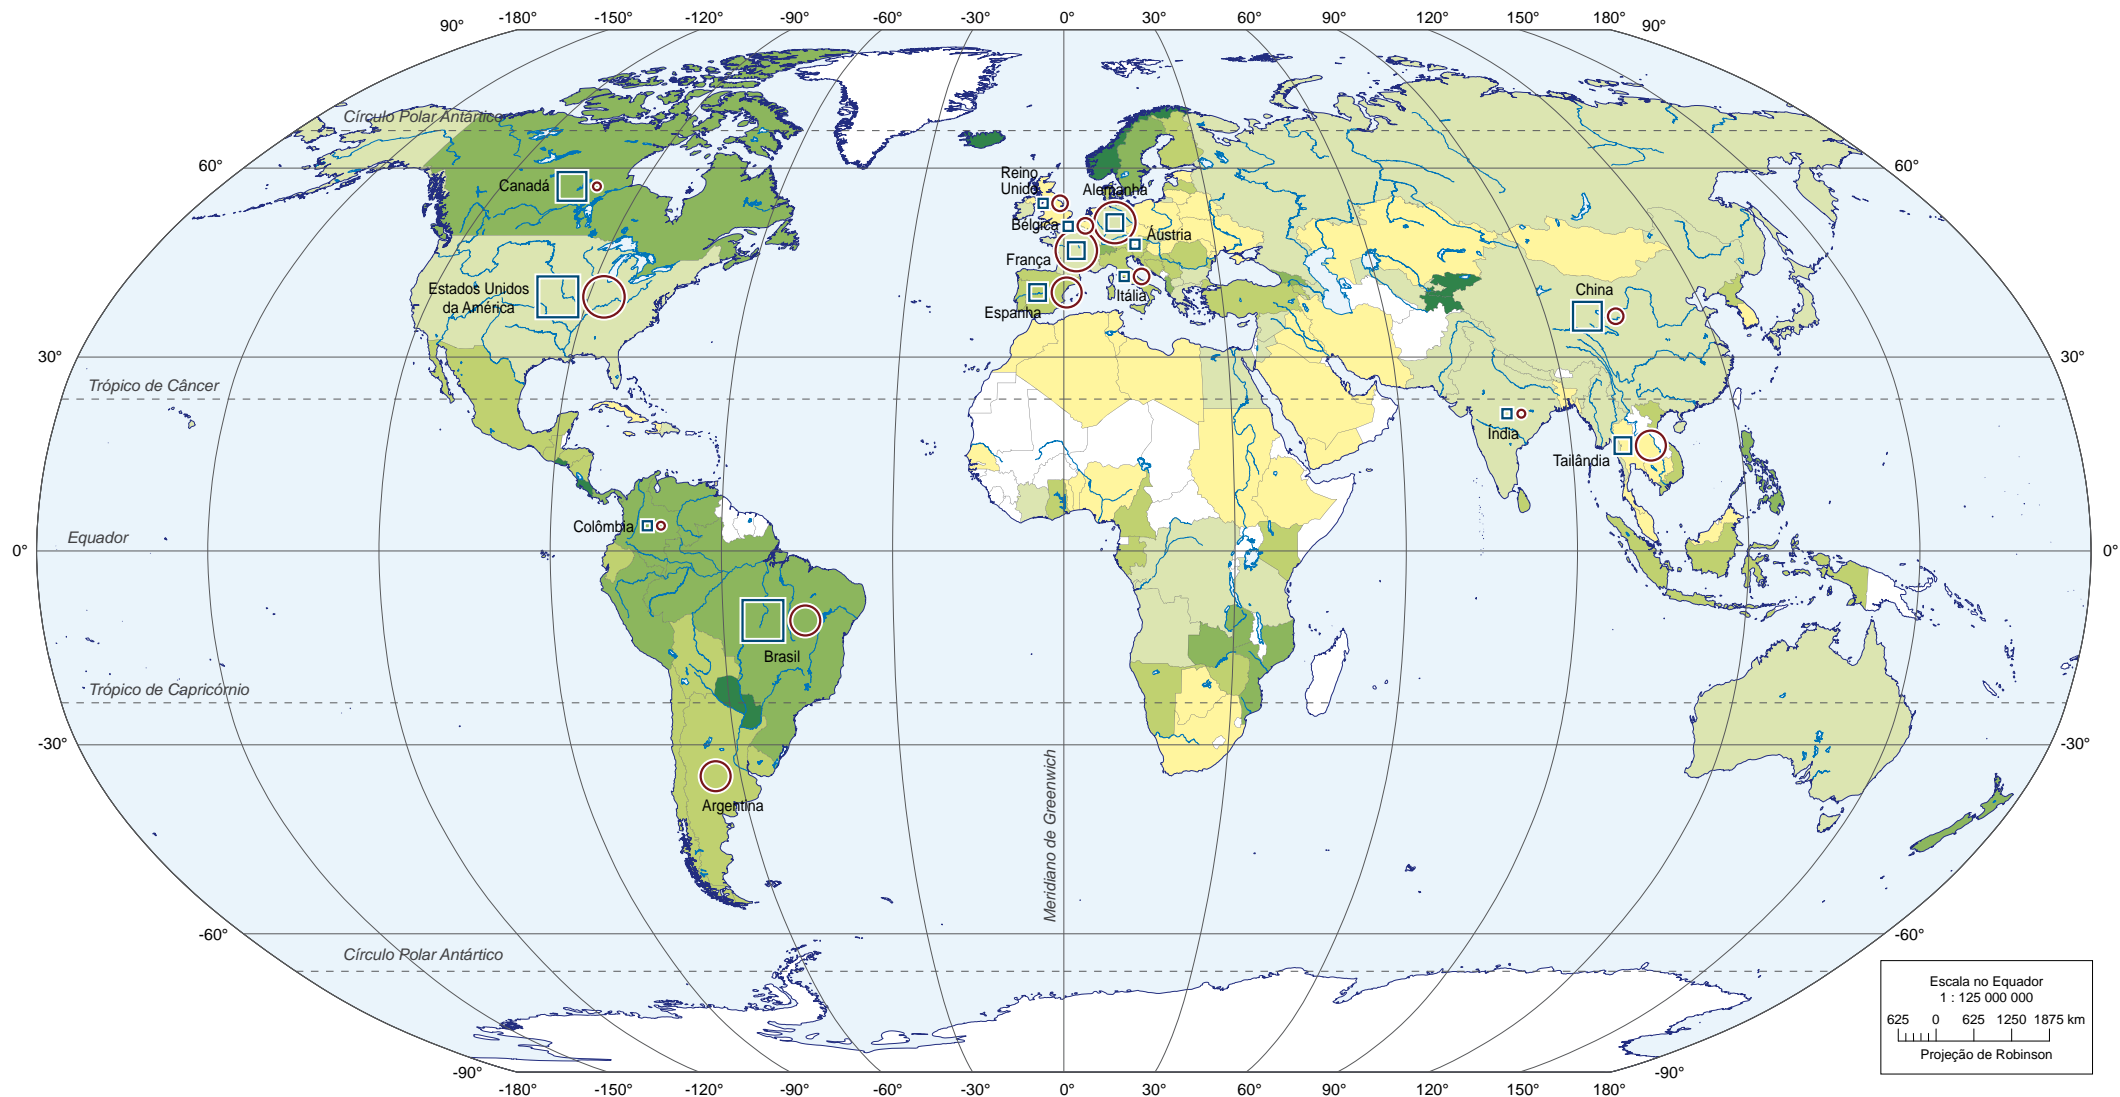 90° -180° -150° -120° -90° -60° -30° 0° 30° 60° 90° 120° 150° 180° 90°
Círculo Polar Antártico
60° 60°
Reino
Unido
Alemanha
Canadá
Bélgica
Áustria
França
Estados Unidos
da América
Itália
China
Espanha
30° 30°
Trópico de Câncer
Índia
Tailândia
Colômbia
Equador
0° 0°
Brasil
Trópico de Capricórnio
-30° -30°
Argentina
Meridiano de Greenwich
-60° -60°
Círculo Polar Antártico
Escala no Equador
1 : 125 000 000
625 0 625 1250 1875 km
Projeção de Robinson
-90° -90°
-180° -150° -120° -90° -60° -30° 0° 30° 60° 90° 120° 150° 180°